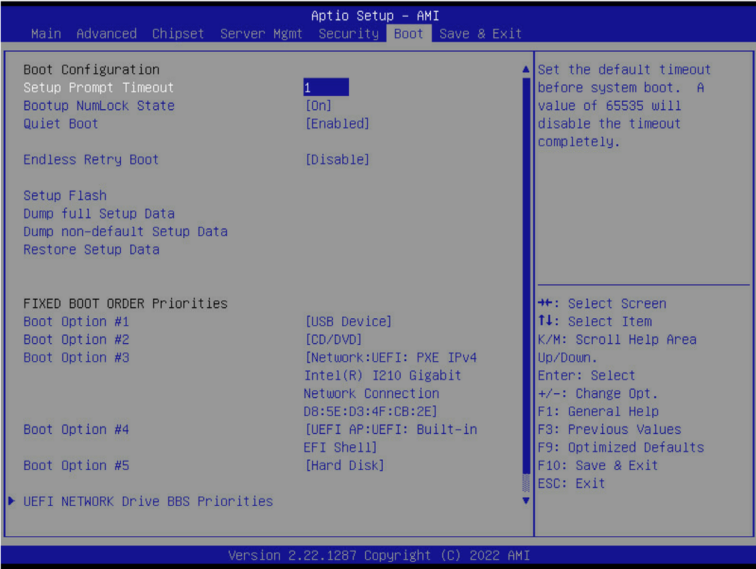 Aptio Setup – AMI
Main Advanced Chipset Server Mgmt Security Boot Save & Exit
Boot Configuration
Setup Prompt Timeout 1
Bootup NumLock State [On]
Quiet Boot [Enabled]
Endless Retry Boot [Disable]
Setup Flash
Dump full Setup Data
Dump non-default Setup Data
Restore Setup Data
FIXED BOOT ORDER Priorities
Boot Option #1 [USB Device]
Boot Option #2 [CD/DVD]
Boot Option #3 [Network:UEFI: PXE IPv4
Intel(R) I210 Gigabit
Network Connection
D8:5E:D3:4F:CB:2E]
Boot Option #4 [UEFI AP:UEFI: Built-in
EFI Shell]
Boot Option #5 [Hard Disk]
UEFI NETWORK Drive BBS Priorities
Set the default timeout
before system boot. A
value of 65535 will
disable the timeout
completely.
→←: Select Screen
↑↓: Select Item
K/M: Scroll Help Area
Up/Down.
Enter: Select
+/-: Change Opt.
F1: General Help
F3: Previous Values
F9: Optimized Defaults
F10: Save & Exit
ESC: Exit
Version 2.22.1287 Copyright (C) 2022 AMI